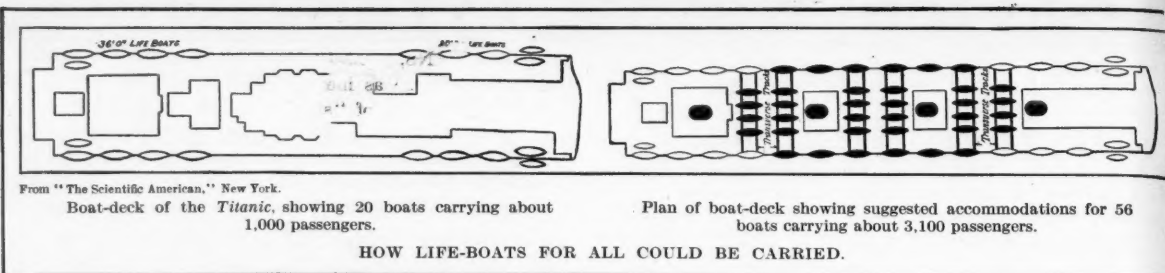 36'0" LIFE BOATS
LIFE BOATS
Transverse Tracks
Transverse Tracks
From "The Scientific American," New York.
Boat-deck of the Titanic, showing 20 boats carrying about
1,000 passengers.
Plan of boat-deck showing suggested accommodations for 56
boats carrying about 3,100 passengers.
HOW LIFE-BOATS FOR ALL COULD BE CARRIED.